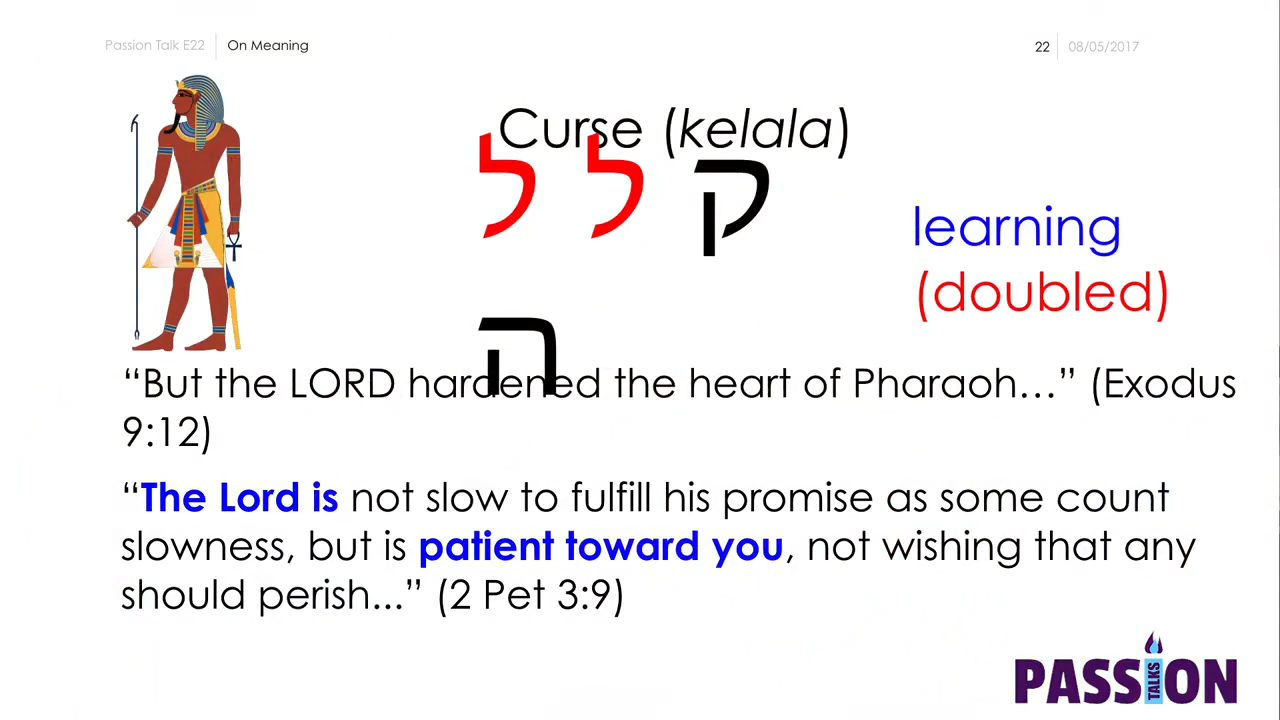 Passion Talk E22 On Meaning 22 08/05/2017
Curse (kelala)
ק ל ל
ה
learning
(doubled)
“But the LORD hardened the heart of Pharaoh…” (Exodus
9:12)
“The Lord is not slow to fulfill his promise as some count
slowness, but is patient toward you, not wishing that any
should perish...” (2 Pet 3:9)
PASSION
TALKS